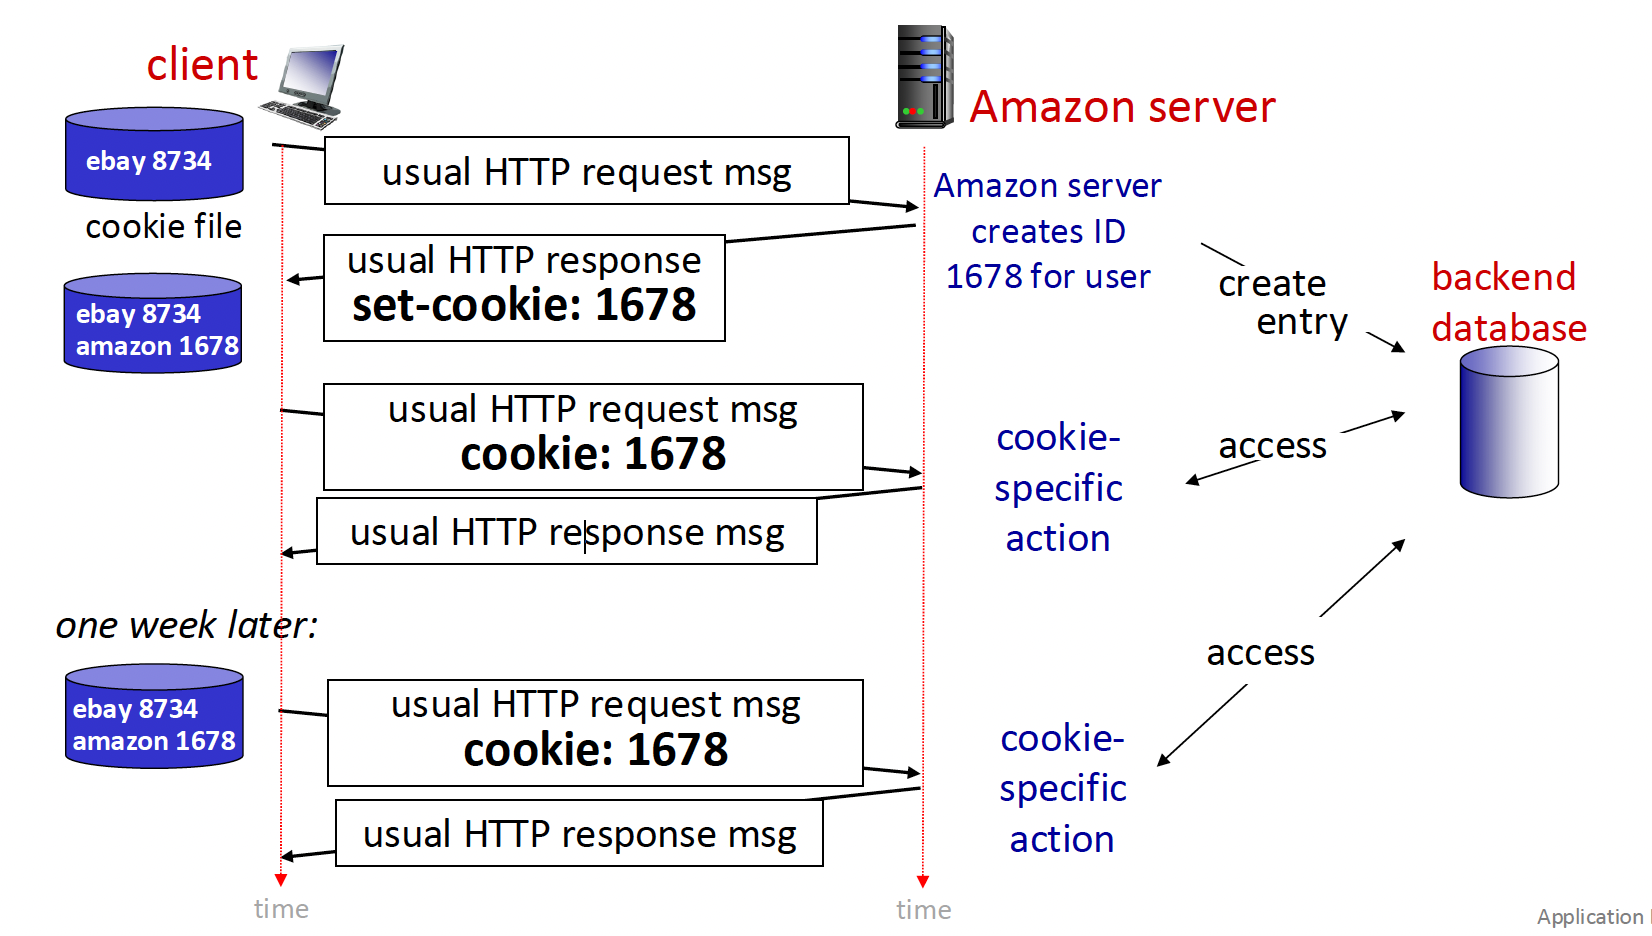 client
Amazon server
ebay 8734
cookie file
usual HTTP request msg
Amazon server
creates ID
1678 for user
usual HTTP response
set-cookie: 1678
create
entry
backend
database
ebay 8734
amazon 1678
usual HTTP request msg
cookie: 1678
cookie-
specific
action
access
usual HTTP response msg
one week later:
access
ebay 8734
amazon 1678
usual HTTP request msg
cookie: 1678
cookie-
specific
action
usual HTTP response msg
time
time
Application